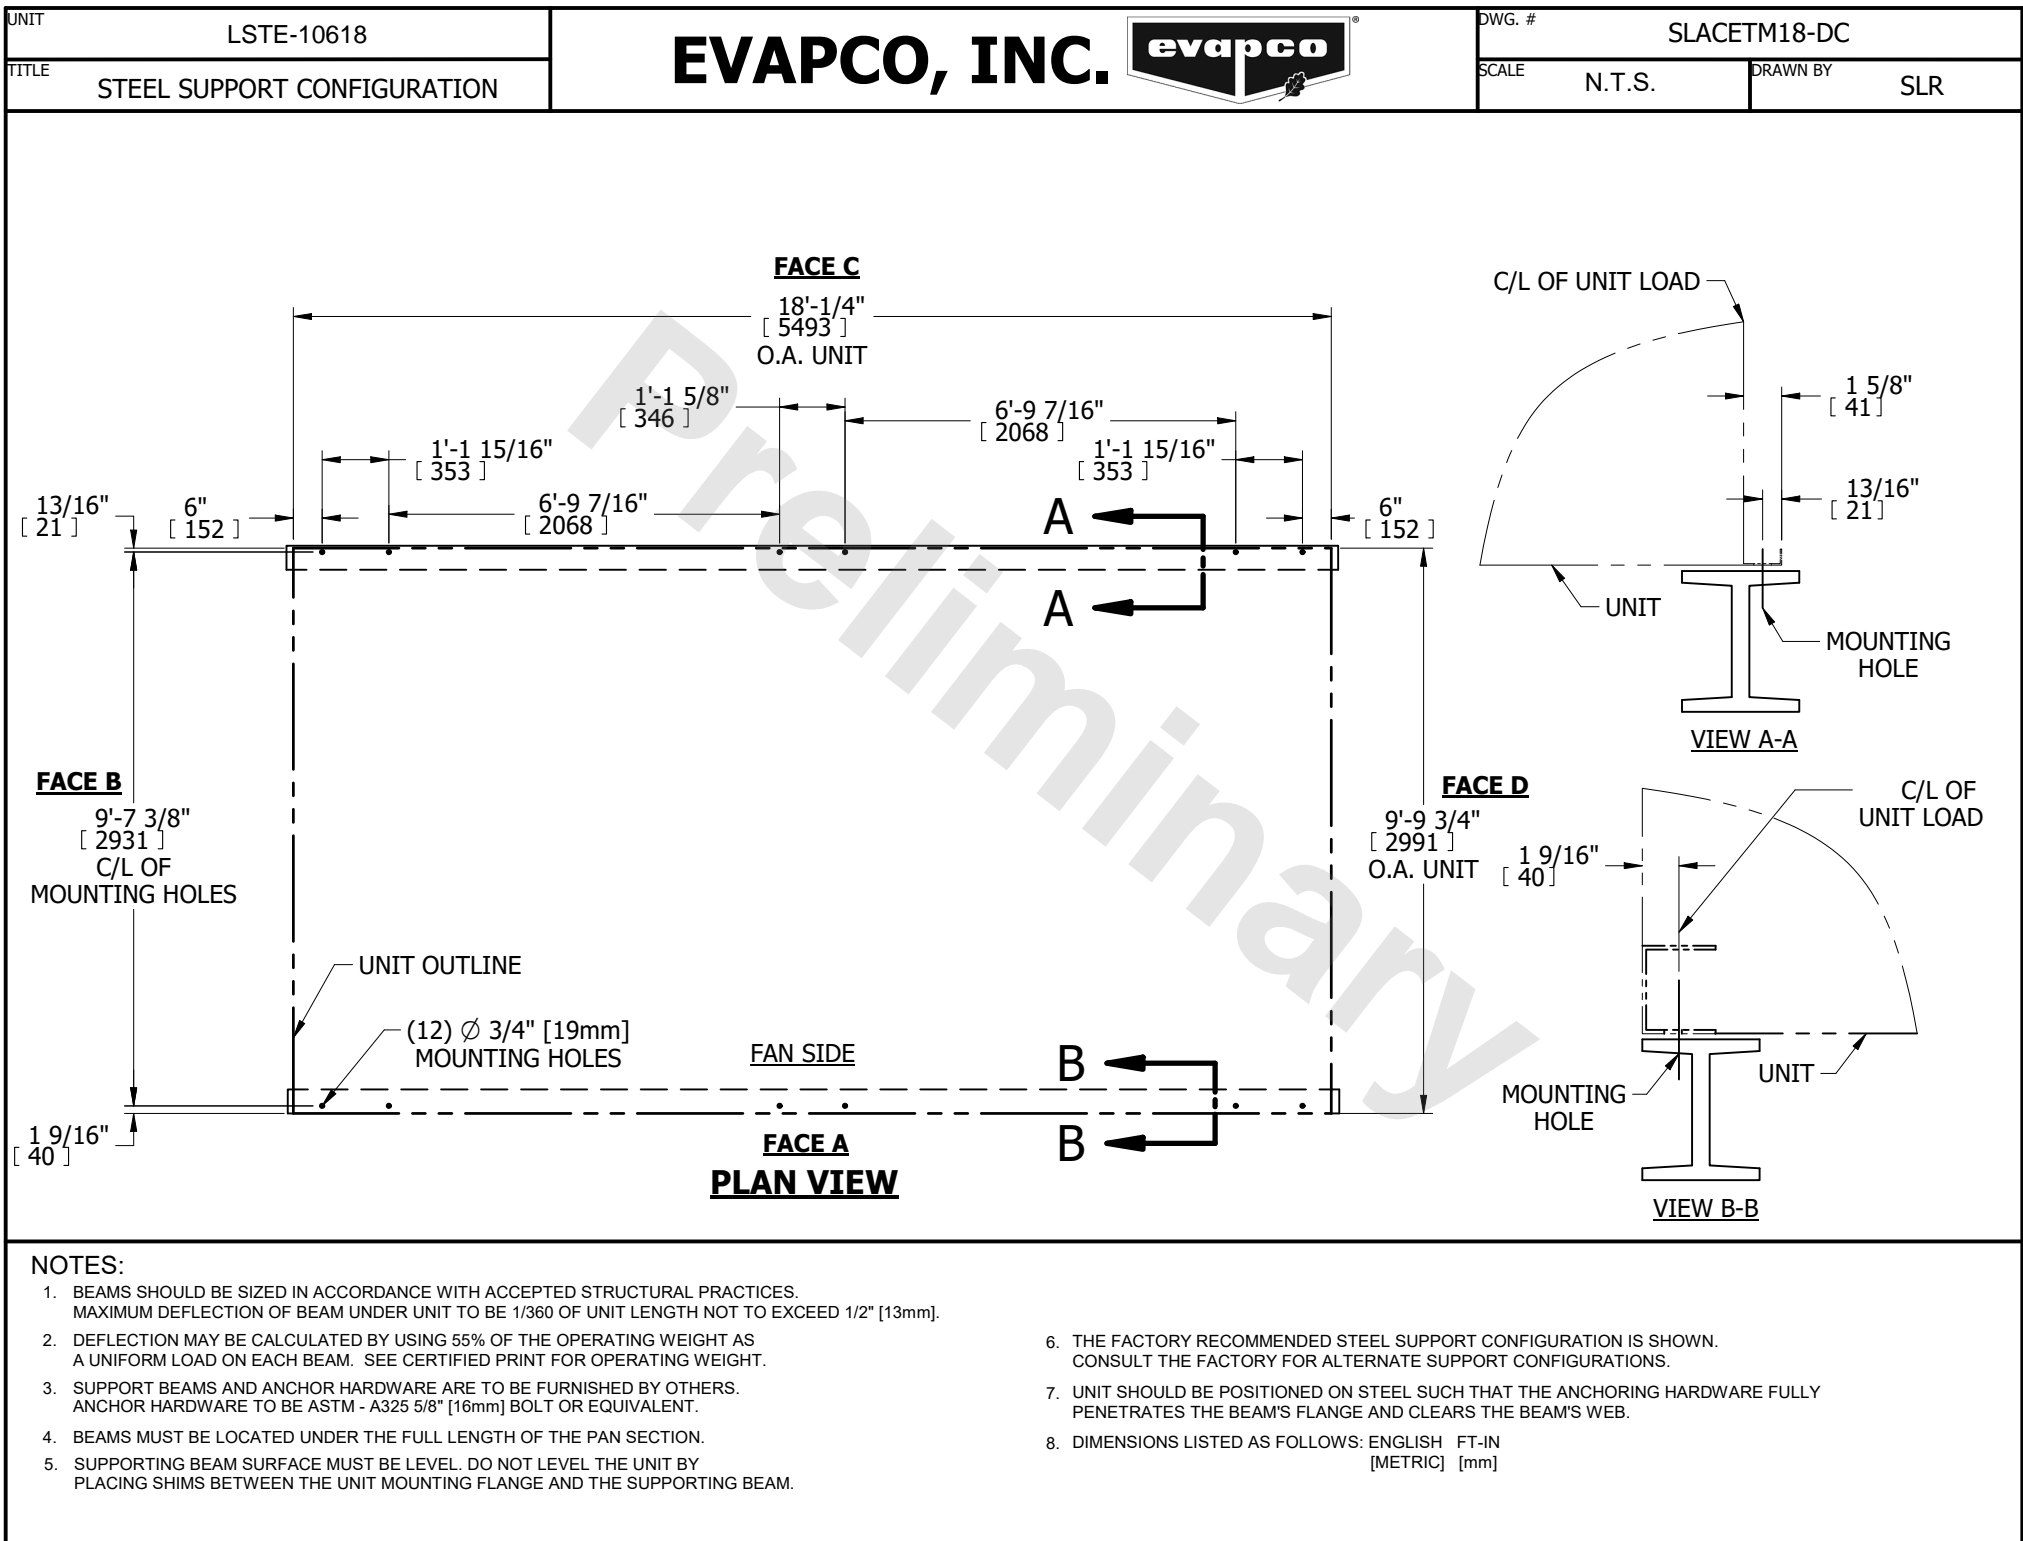 UNIT
LSTE-10618
TITLE
STEEL SUPPORT CONFIGURATION
EVAPCO, INC.
evapco
®
DWG. #
SLACETM18-DC
SCALE
N.T.S.
DRAWN BY
SLR
FACE C
18'-1/4"
[ 5493 ]
O.A. UNIT
1'-1 5/8"
[ 346 ]
6'-9 7/16"
[ 2068 ]
1'-1 15/16"
[ 353 ]
1'-1 15/16"
[ 353 ]
13/16"
[ 21 ]
6"
[ 152 ]
6'-9 7/16"
[ 2068 ]
6"
[ 152 ]
A
A
FACE B
9'-7 3/8"
[ 2931 ]
C/L OF
MOUNTING HOLES
FACE D
9'-9 3/4"
[ 2991 ]
O.A. UNIT
UNIT OUTLINE
(12) Ø 3/4" [19mm]
MOUNTING HOLES
FAN SIDE
B
B
1 9/16"
[ 40 ]
FACE A
PLAN VIEW
Preliminary
C/L OF UNIT LOAD
1 5/8"
[ 41 ]
13/16"
[ 21 ]
UNIT
MOUNTING
HOLE
VIEW A-A
C/L OF
UNIT LOAD
1 9/16"
[ 40 ]
UNIT
MOUNTING
HOLE
VIEW B-B
NOTES:
1. BEAMS SHOULD BE SIZED IN ACCORDANCE WITH ACCEPTED STRUCTURAL PRACTICES.
MAXIMUM DEFLECTION OF BEAM UNDER UNIT TO BE 1/360 OF UNIT LENGTH NOT TO EXCEED 1/2" [13mm].
2. DEFLECTION MAY BE CALCULATED BY USING 55% OF THE OPERATING WEIGHT AS
A UNIFORM LOAD ON EACH BEAM. SEE CERTIFIED PRINT FOR OPERATING WEIGHT.
3. SUPPORT BEAMS AND ANCHOR HARDWARE ARE TO BE FURNISHED BY OTHERS.
ANCHOR HARDWARE TO BE ASTM - A325 5/8" [16mm] BOLT OR EQUIVALENT.
4. BEAMS MUST BE LOCATED UNDER THE FULL LENGTH OF THE PAN SECTION.
5. SUPPORTING BEAM SURFACE MUST BE LEVEL. DO NOT LEVEL THE UNIT BY
PLACING SHIMS BETWEEN THE UNIT MOUNTING FLANGE AND THE SUPPORTING BEAM.
6. THE FACTORY RECOMMENDED STEEL SUPPORT CONFIGURATION IS SHOWN.
CONSULT THE FACTORY FOR ALTERNATE SUPPORT CONFIGURATIONS.
7. UNIT SHOULD BE POSITIONED ON STEEL SUCH THAT THE ANCHORING HARDWARE FULLY
PENETRATES THE BEAM'S FLANGE AND CLEARS THE BEAM'S WEB.
8. DIMENSIONS LISTED AS FOLLOWS: ENGLISH FT-IN
[METRIC] [mm]